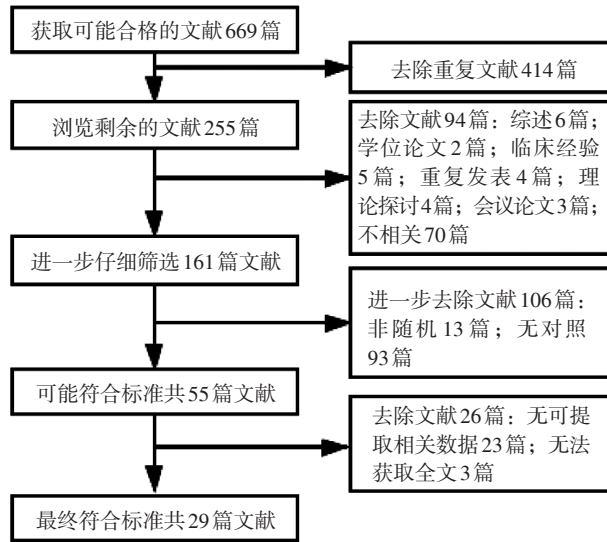 获取可能合格的文献669篇
去除重复文献414篇
浏览剩余的文献255篇
去除文献94篇：综述6篇；
学位论文2篇；临床经验
5篇；重复发表4篇；理
论探讨4篇；会议论文3篇；
不相关70篇
进一步仔细筛选161篇文献
进一步去除文献106篇：
非随机13篇；无对照
93篇
可能符合标准共55篇文献
去除文献26篇：无可提
取相关数据23篇；无法
获取全文3篇
最终符合标准共29篇文献